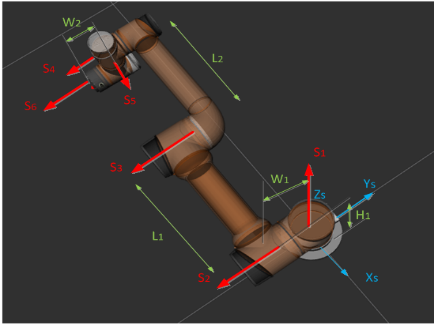 W₂
L₂
S₄
S₅
S₆
S₁
S₃
W₁
Yₛ
Zₛ
H₁
L₁
S₂
Xₛ